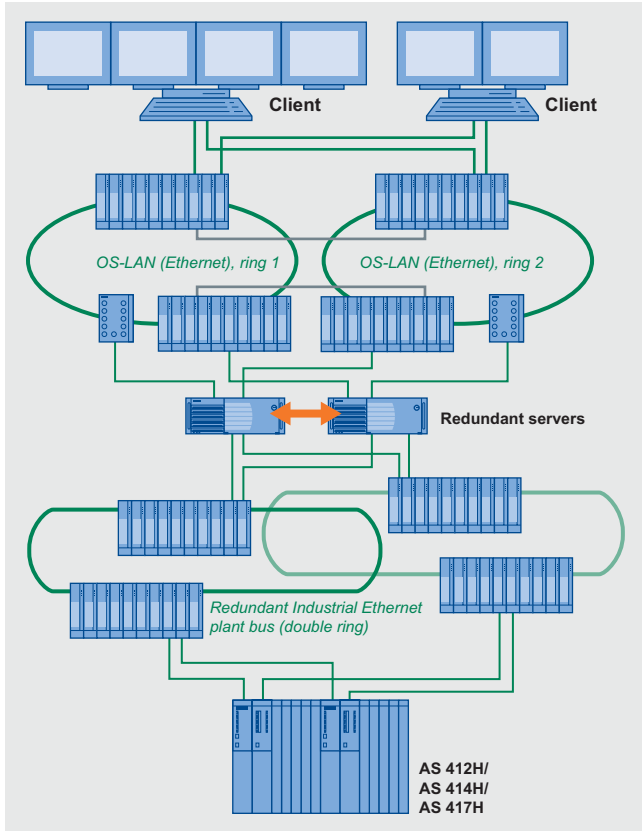 Client
Client
OS-LAN (Ethernet), ring 1
OS-LAN (Ethernet), ring 2
Redundant servers
Redundant Industrial Ethernet
plant bus (double ring)
AS 412H/
AS 414H/
AS 417H